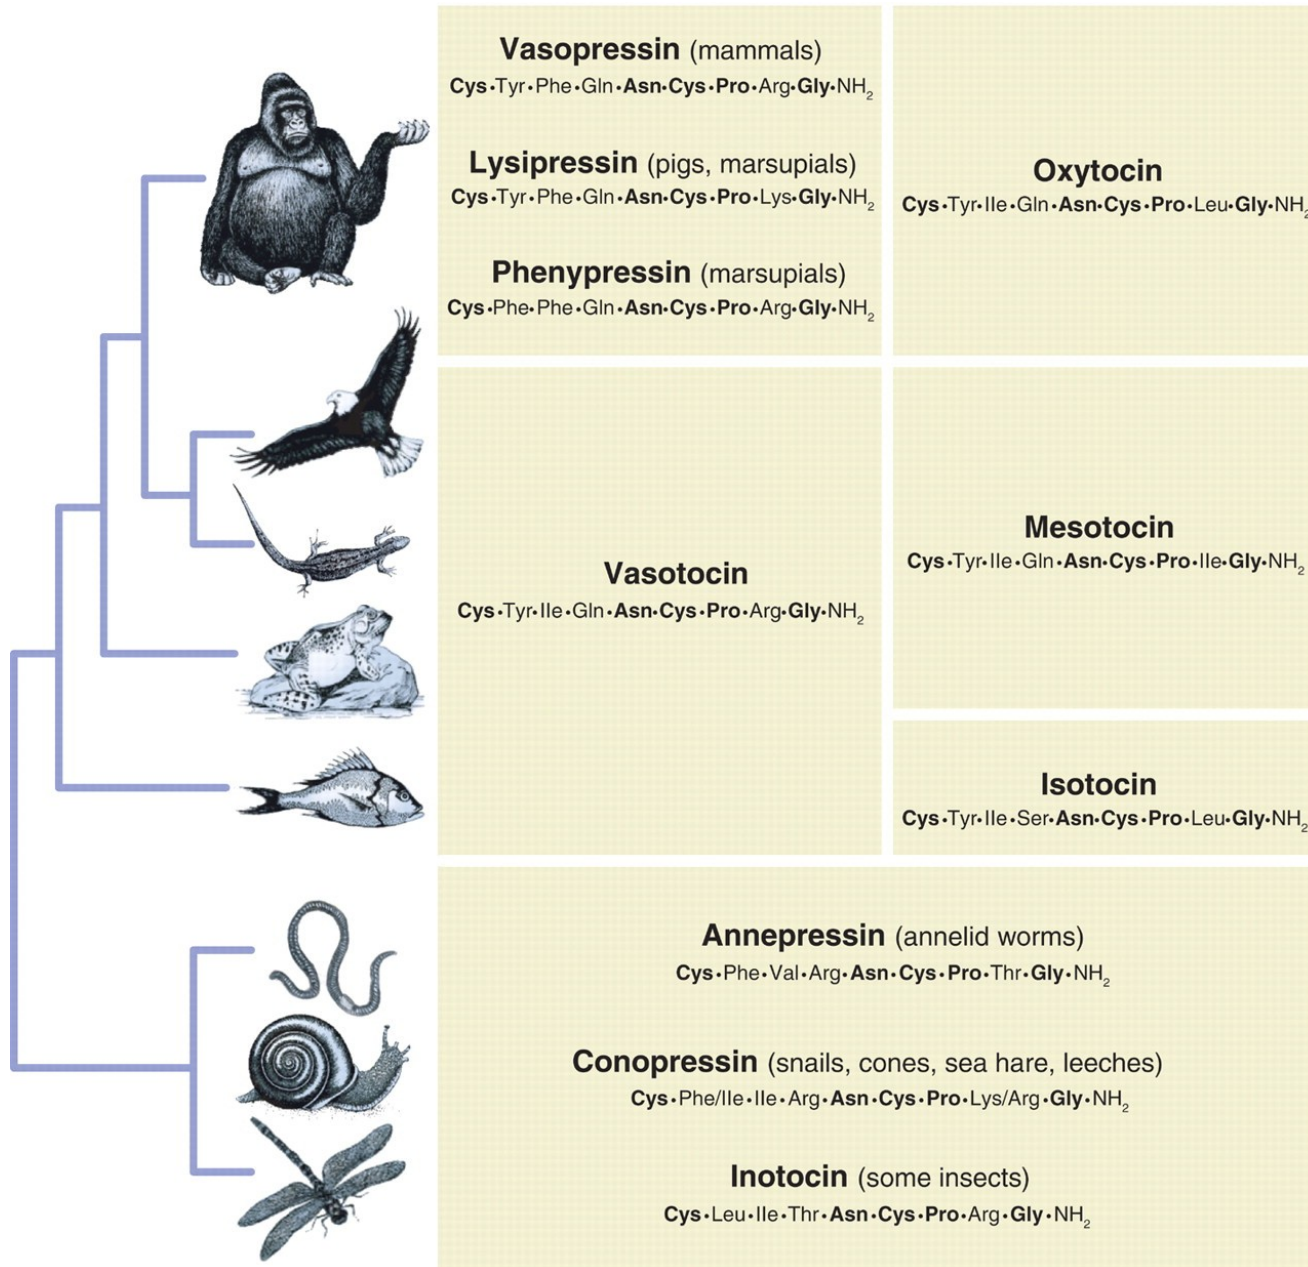 Vasopressin (mammals)
Cys·Tyr·Phe·Gln·Asn·Cys·Pro·Arg·Gly·NH₂
Lysipressin (pigs, marsupials)
Cys·Tyr·Phe·Gln·Asn·Cys·Pro·Lys·Gly·NH₂
Phenypressin (marsupials)
Cys·Phe·Phe·Gln·Asn·Cys·Pro·Arg·Gly·NH₂
Oxytocin
Cys·Tyr·Ile·Gln·Asn·Cys·Pro·Leu·Gly·NH₂
Vasotocin
Cys·Tyr·Ile·Gln·Asn·Cys·Pro·Arg·Gly·NH₂
Mesotocin
Cys·Tyr·Ile·Gln·Asn·Cys·Pro·Ile·Gly·NH₂
Isotocin
Cys·Tyr·Ile·Ser·Asn·Cys·Pro·Leu·Gly·NH₂
Annepressin (annelid worms)
Cys·Phe·Val·Arg·Asn·Cys·Pro·Thr·Gly·NH₂
Conopressin (snails, cones, sea hare, leeches)
Cys·Phe/Ile·Ile·Arg·Asn·Cys·Pro·Lys/Arg·Gly·NH₂
Inotocin (some insects)
Cys·Leu·Ile·Thr·Asn·Cys·Pro·Arg·Gly·NH₂